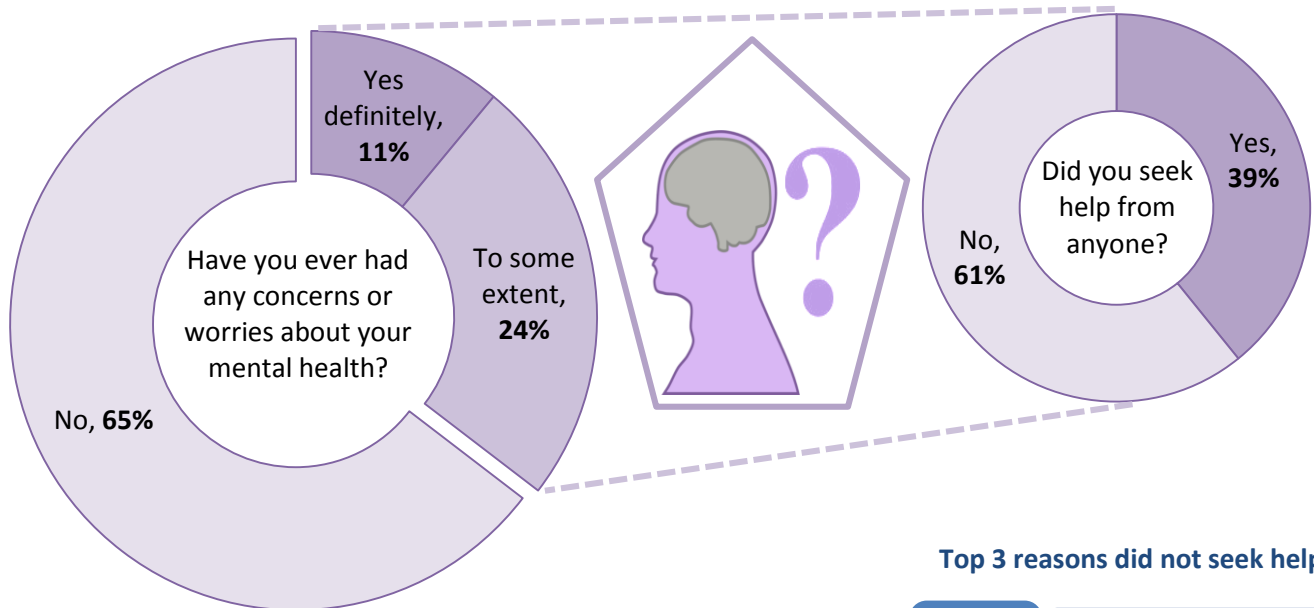 Yes
definitely,
11%
To some
extent,
24%
No, 65%
Have you ever had
any concerns or
worries about your
mental health?
?
Yes,
39%
No,
61%
Did you seek
help from
anyone?
Top 3 reasons did not seek help